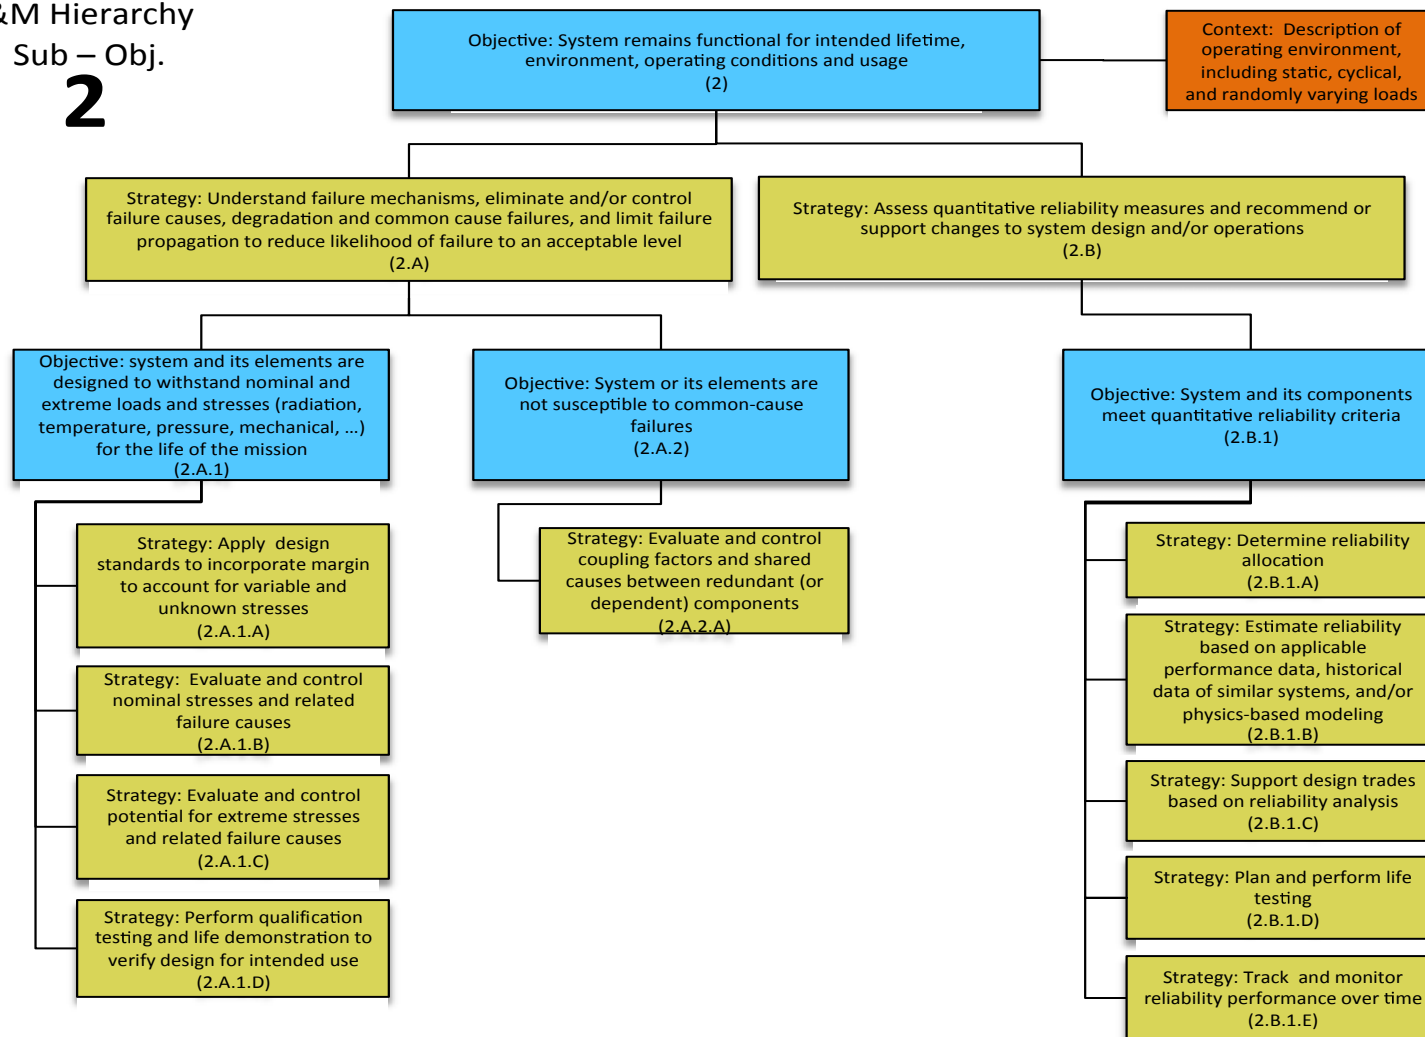 &M Hierarchy
Sub – Obj.
2
Objective: System remains functional for intended lifetime,
environment, operating conditions and usage
(2)
Context:  Description of
operating environment,
including static, cyclical,
and randomly varying loads
Strategy: Understand failure mechanisms, eliminate and/or control
failure causes, degradation and common cause failures, and limit failure
propagation to reduce likelihood of failure to an acceptable level
(2.A)
Strategy: Assess quantitative reliability measures and recommend or
support changes to system design and/or operations
(2.B)
Objective: system and its elements are
designed to withstand nominal and
extreme loads and stresses (radiation,
temperature, pressure, mechanical, …)
for the life of the mission
(2.A.1)
Objective: System or its elements are
not susceptible to common-cause
failures
(2.A.2)
Objective: System and its components
meet quantitative reliability criteria
(2.B.1)
Strategy: Apply  design
standards to incorporate margin
to account for variable and
unknown stresses
(2.A.1.A)
Strategy:  Evaluate and control
nominal stresses and related
failure causes
(2.A.1.B)
Strategy: Evaluate and control
potential for extreme stresses
and related failure causes
(2.A.1.C)
Strategy: Perform qualification
testing and life demonstration to
verify design for intended use
(2.A.1.D)
Strategy: Evaluate and control
coupling factors and shared
causes between redundant (or
dependent) components
(2.A.2.A)
Strategy: Determine reliability
allocation
(2.B.1.A)
Strategy: Estimate reliability
based on applicable
performance data, historical
data of similar systems, and/or
physics-based modeling
(2.B.1.B)
Strategy: Support design trades
based on reliability analysis
(2.B.1.C)
Strategy: Plan and perform life
testing
(2.B.1.D)
Strategy: Track  and monitor
reliability performance over time
(2.B.1.E)